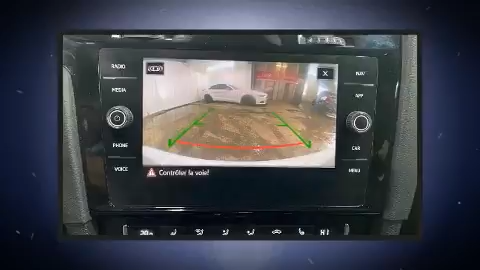 RADIO
MEDIA
PHONE
VOICE
NAV
APP
CAR
MENU
Contrôler la voie!